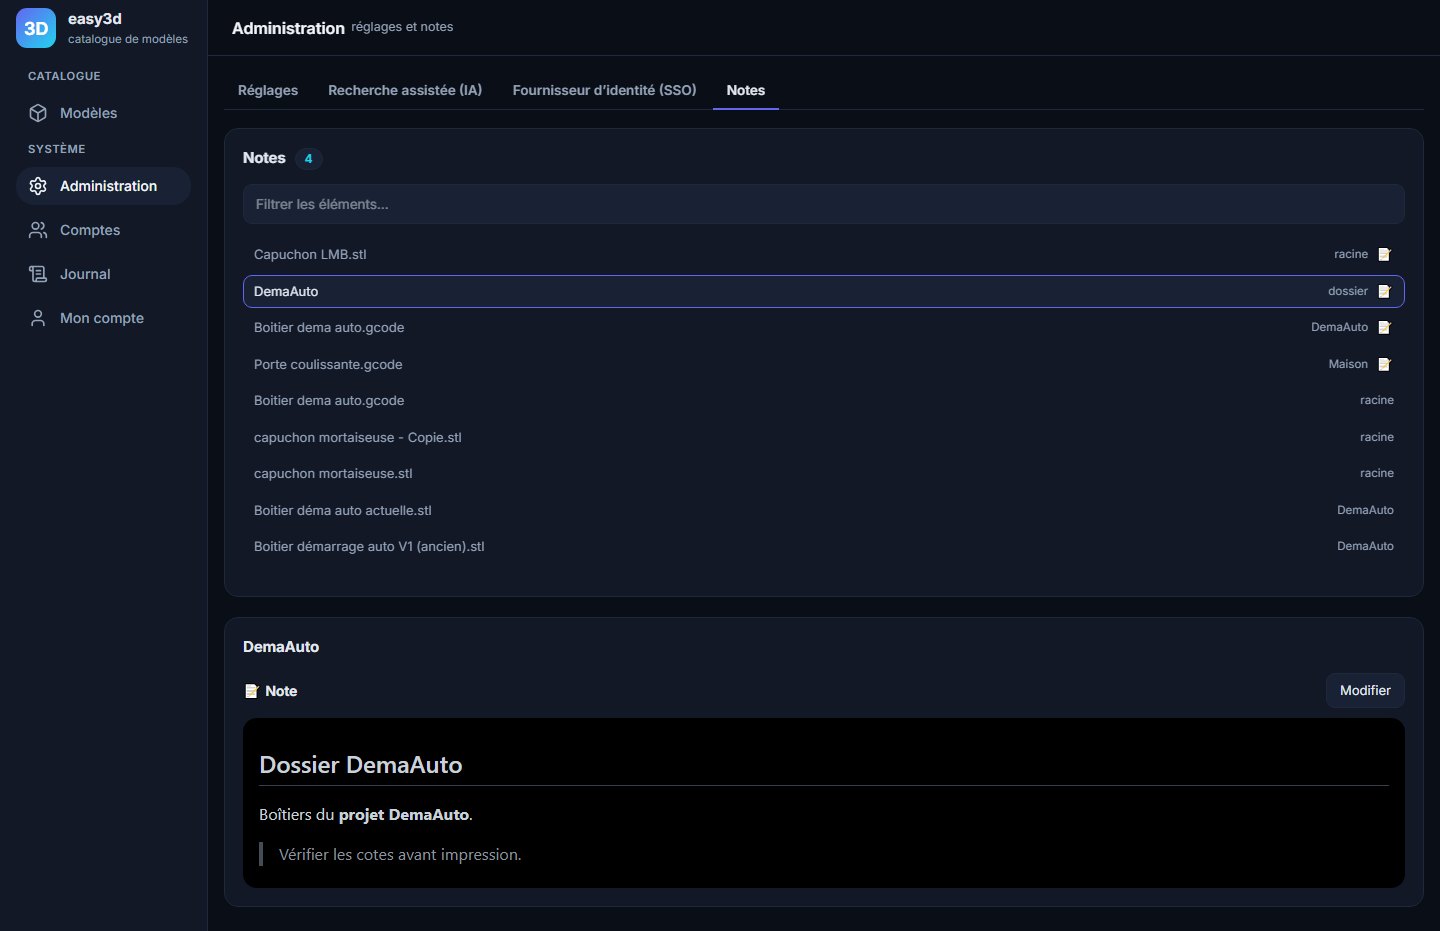 3D
easy3d
catalogue de modèles
CATALOGUE
Modèles
SYSTÈME
Administration
Comptes
Journal
Mon compte
Administration réglages et notes
Réglages Recherche assistée (IA) Fournisseur d’identité (SSO) Notes
Notes 4
Filtrer les éléments...
Capuchon LMB.stl racine
DemaAuto dossier
Boitier dema auto.gcode DemaAuto
Porte coulissante.gcode Maison
Boitier dema auto.gcode racine
capuchon mortaiseuse - Copie.stl racine
capuchon mortaiseuse.stl racine
Boitier déma auto actuelle.stl DemaAuto
Boitier démarrage auto V1 (ancien).stl DemaAuto
DemaAuto
Note Modifier
Dossier DemaAuto
Boîtiers du projet DemaAuto.
Vérifier les cotes avant impression.